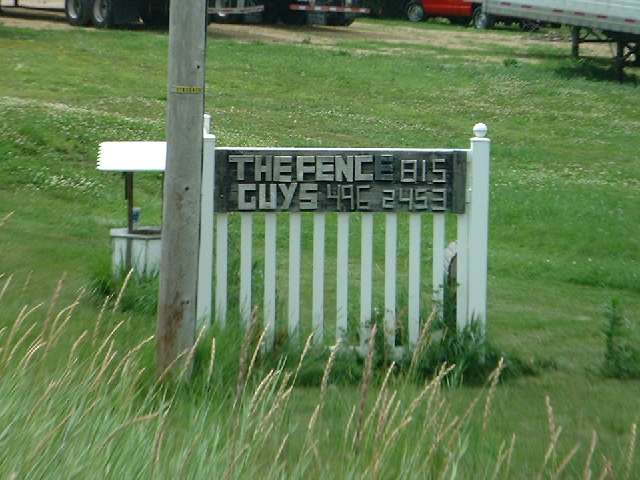 THE FENCE 815
GUYS 496 2453